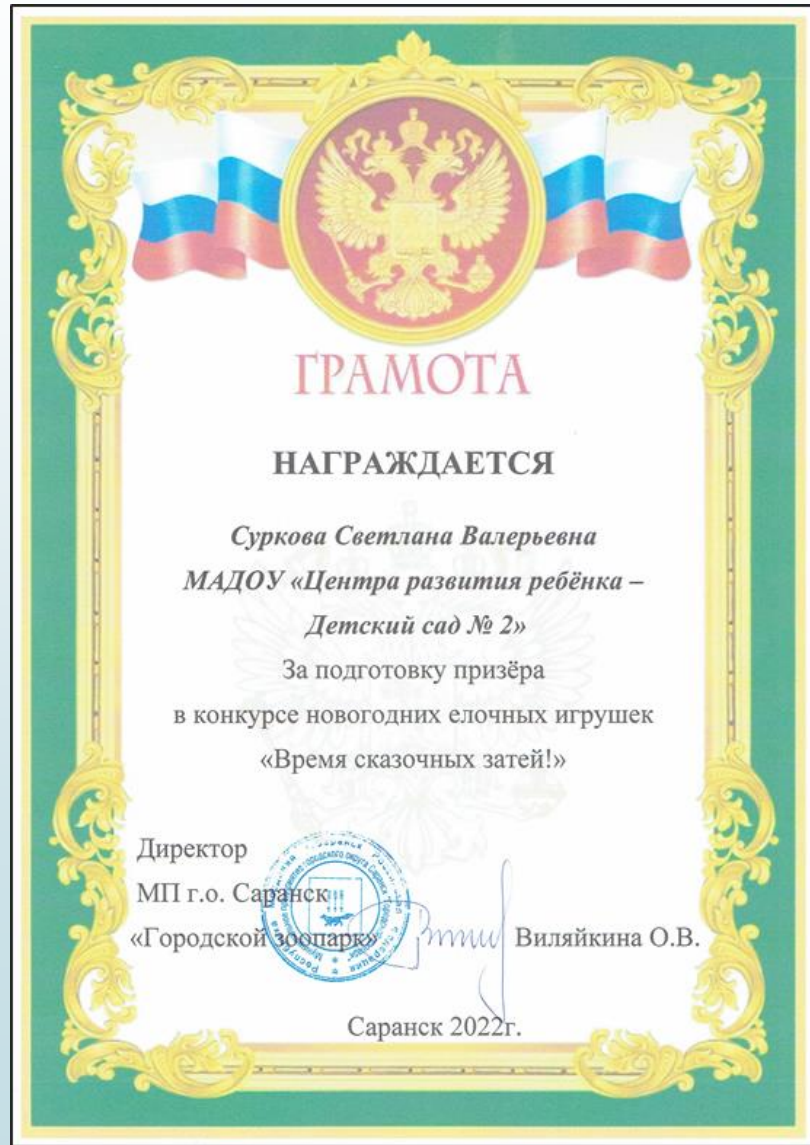 ГРАМОТА
НАГРАЖДАЕТСЯ
Суркова Светлана Валерьевна
МАДОУ «Центра развития ребёнка –
Детский сад № 2»
За подготовку призёра
в конкурсе новогодних елочных игрушек
«Время сказочных затей!»
Директор
МП г.о. Саранск
«Городской зоопарк»
Виляйкина О.В.
Саранск 2022г.